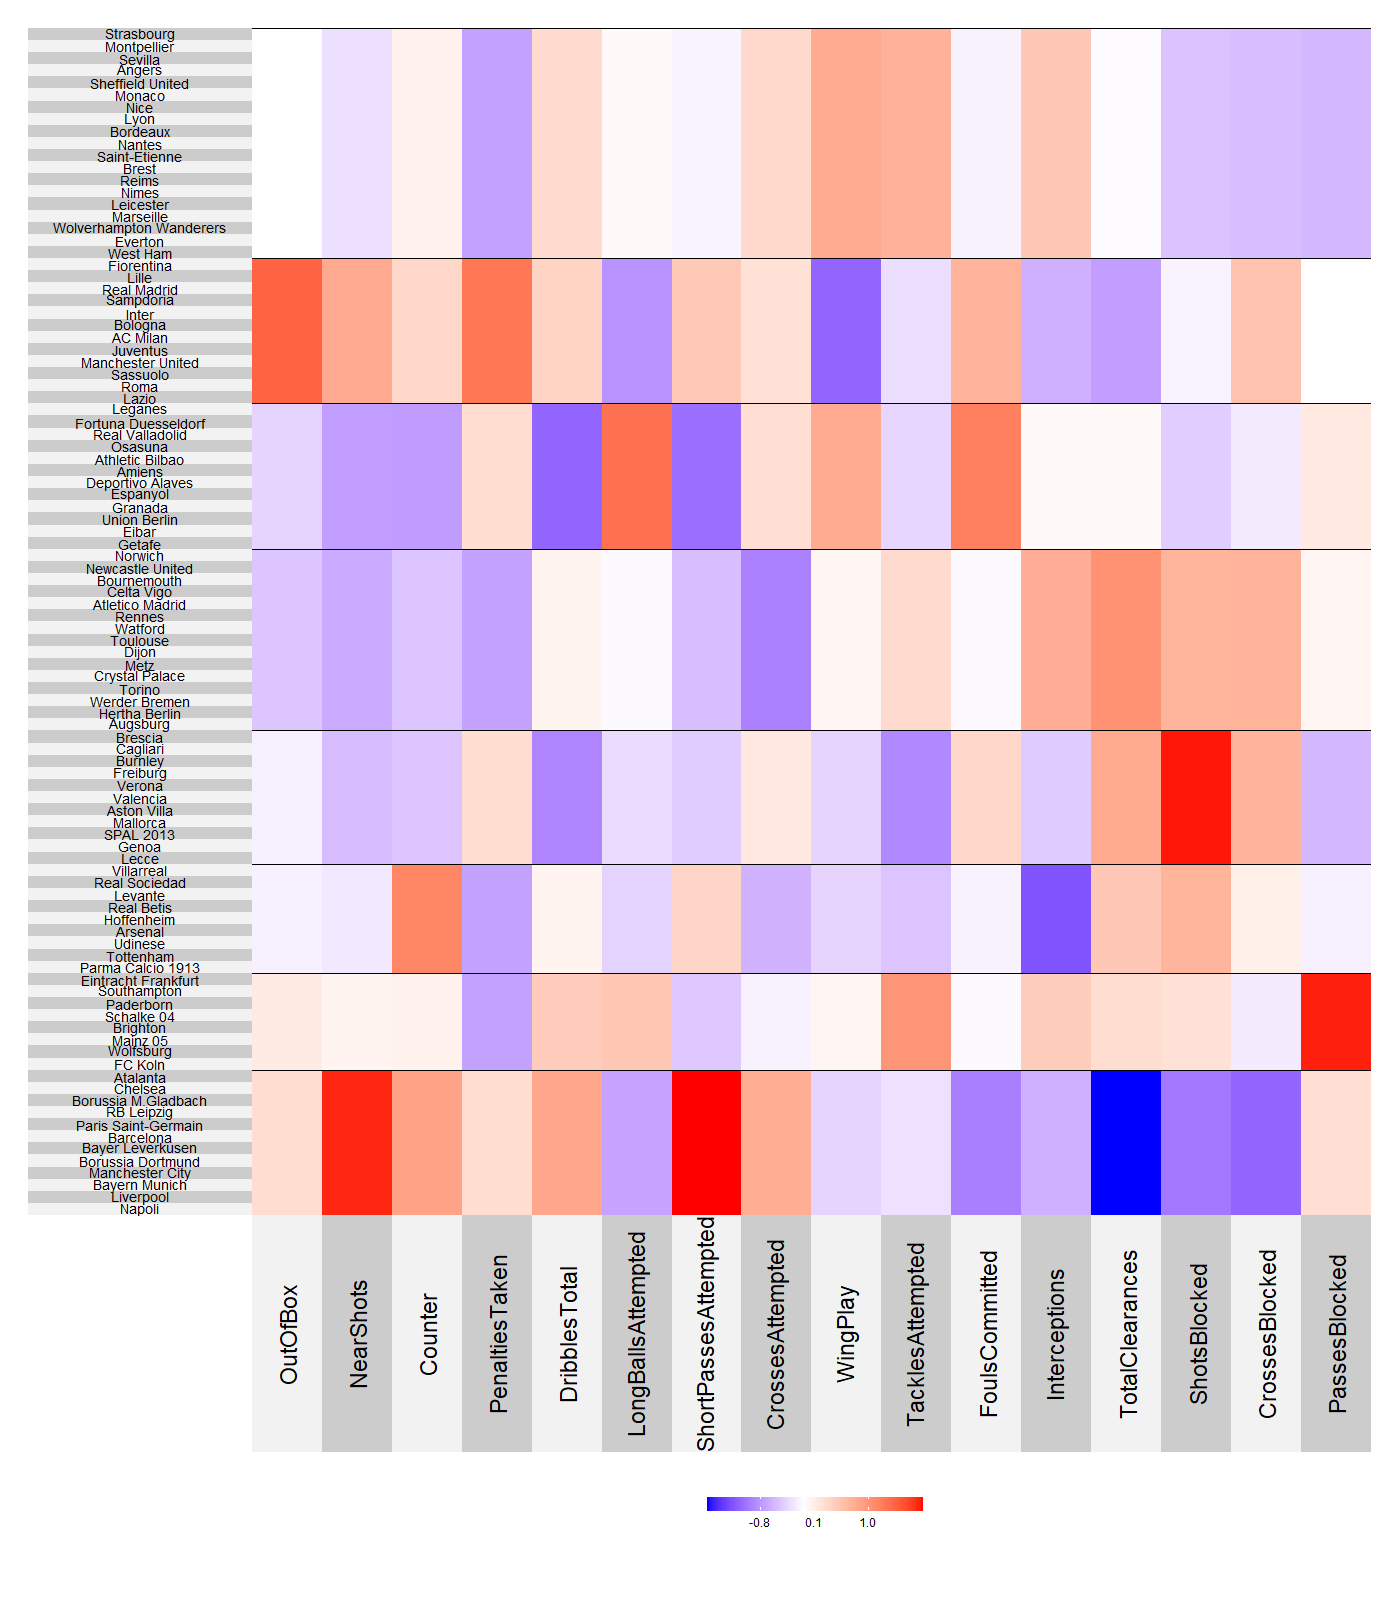 Strasbourg
Montpellier
Sevilla
Angers
Sheffield United
Monaco
Nice
Lyon
Bordeaux
Nantes
Saint-Etienne
Brest
Reims
Nimes
Leicester
Marseille
Wolverhampton Wanderers
Everton
West Ham
Fiorentina
Lille
Real Madrid
Sampdoria
Inter
Bologna
AC Milan
Juventus
Manchester United
Sassuolo
Roma
Lazio
Leganes
Fortuna Duesseldorf
Real Valladolid
Osasuna
Athletic Bilbao
Amiens
Deportivo Alaves
Espanyol
Granada
Union Berlin
Eibar
Getafe
Norwich
Newcastle United
Bournemouth
Celta Vigo
Atletico Madrid
Rennes
Watford
Toulouse
Dijon
Metz
Crystal Palace
Torino
Werder Bremen
Hertha Berlin
Augsburg
Brescia
Cagliari
Burnley
Freiburg
Verona
Valencia
Aston Villa
Mallorca
SPAL 2013
Genoa
Lecce
Villarreal
Real Sociedad
Levante
Real Betis
Hoffenheim
Arsenal
Udinese
Tottenham
Parma Calcio 1913
Eintracht Frankfurt
Southampton
Paderborn
Schalke 04
Brighton
Mainz 05
Wolfsburg
FC Koln
Atalanta
Chelsea
Borussia M.Gladbach
RB Leipzig
Paris Saint-Germain
Barcelona
Bayer Leverkusen
Borussia Dortmund
Manchester City
Bayern Munich
Liverpool
Napoli
OutOfBox
NearShots
Counter
PenaltiesTaken
DribblesTotal
LongBallsAttempted
ShortPassesAttempted
CrossesAttempted
WingPlay
TacklesAttempted
FoulsCommitted
Interceptions
TotalClearances
ShotsBlocked
CrossesBlocked
PassesBlocked
-0.8 0.1 1.0